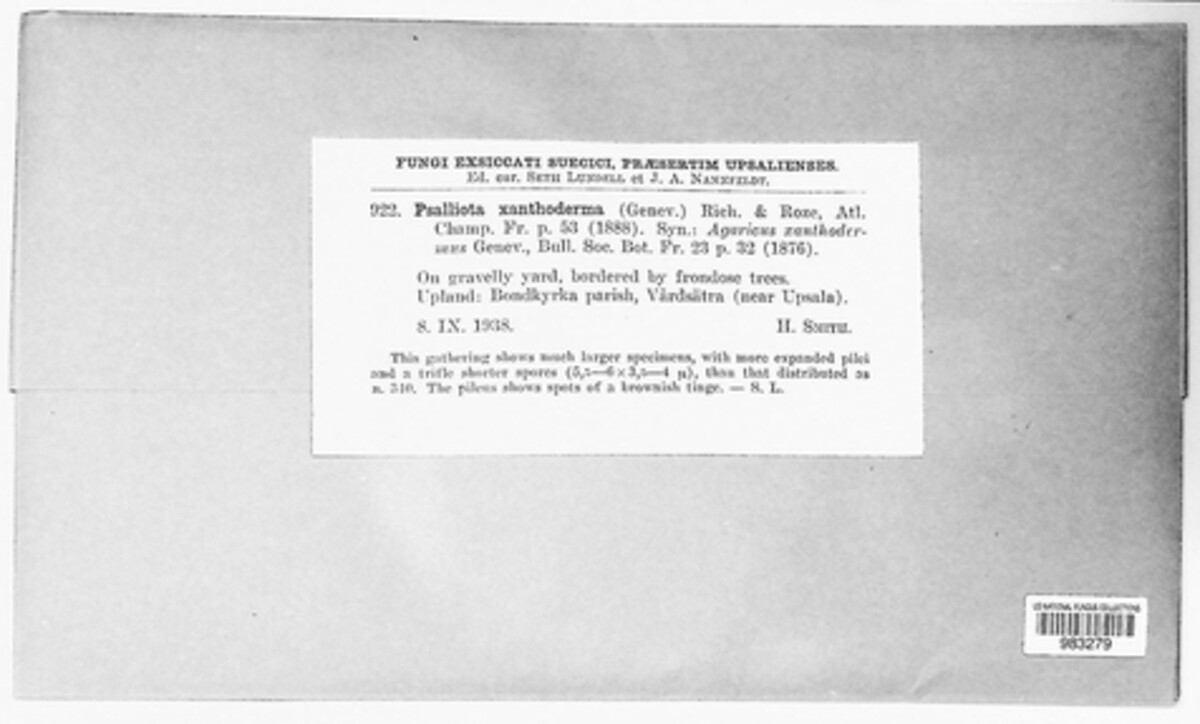 FUNGI EXSICCATI SUECICI, PRÆSERTIM UPSALIENSES.
Ed. cur. SETH LUNDELL et J. A. NANNFELDT.
922. Psalliota xanthoderma (Genev.) Rich. & Roze, Atl.
Champ. Fr. p. 53 (1888). Syn.: Agaricus xanthoder-
mus Genev., Bull. Soc. Bot. Fr. 23 p. 32 (1876).
On gravelly yard, bordered by frondose trees.
Upland: Bondkyrka parish, Vårdsätra (near Upsala).
8. IX. 1938. H. SMITH.
This gathering shows much larger specimens, with more expanded pilei
and a trifle shorter spores (5,5—6 × 3,5—4 μ), than that distributed as
n. 310. The pileus shows spots of a brownish tinge. — S. L.
US NATIONAL FUNGUS COLLECTIONS
983279